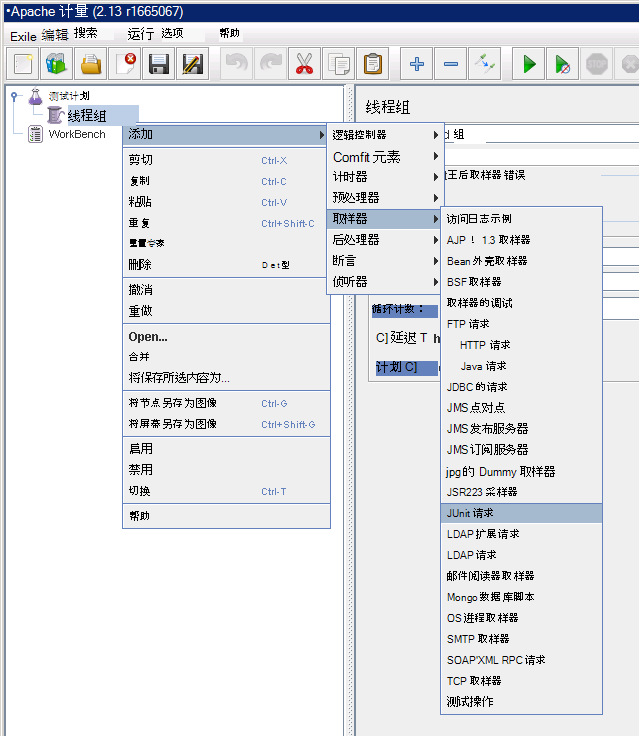 •Apache 计量 (2.13 r1665067)
Exile 编辑 搜索 运行 选项 帮助
STOP
测试计划
线程组
WorkBench
线程组
添加
剪切 Ctrl-X
复制 Ctrl-C
粘贴 Ctrl-V
重复 Ctrl+Shift-C
删除 Det型
撤消
重做
Open...
合并
将保存所选内容为...
将节点另存为图像 Ctrl-G
将屏幕另存为图像 Ctrl+Shift-G
启用
禁用
切换 Ctrl-T
帮助
逻辑控制器
Comfit 元素
计时器
预处理器
取样器
后处理器
断言
侦听器
d 组
王后取样器错误
循环计数：
C] 延迟 T h
计划 C]
访问日志示例
AJP ！ 1.3 取样器
Bean 外壳取样器
BSF 取样器
取样器的调试
FTP 请求
HTTP 请求
Java 请求
JDBC 的请求
JMS 点对点
JMS 发布服务器
JMS 订阅服务器
jpg的 Dummy 取样器
JSR223 采样器
JUnit 请求
LDAP 扩展请求
LDAP 请求
邮件阅读器取样器
Mongo 数据库脚本
OS 进程取样器
SMTP 取样器
SOAP'XML RPC 请求
TCP 取样器
测试操作